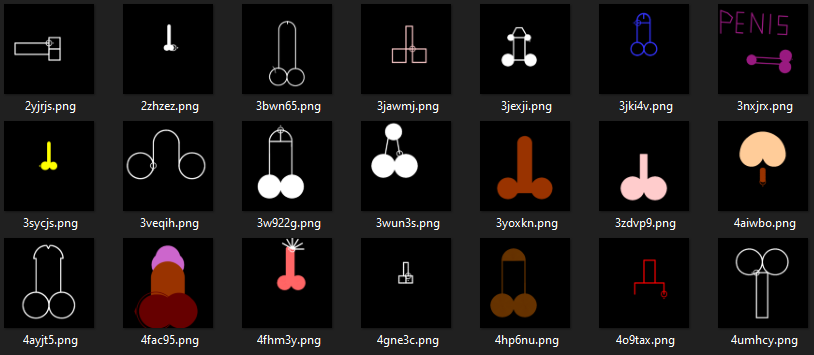 PENIS
2yjrjs.png 2zhzez.png 3bwn65.png 3jawmj.png 3jexji.png 3jki4v.png 3nxjrx.png
3sycjs.png 3veqih.png 3w922g.png 3wun3s.png 3yoxkn.png 3zdvp9.png 4aiwbo.png
4ayjt5.png 4fac95.png 4fhm3y.png 4gne3c.png 4hp6nu.png 4o9tax.png 4umhcy.png